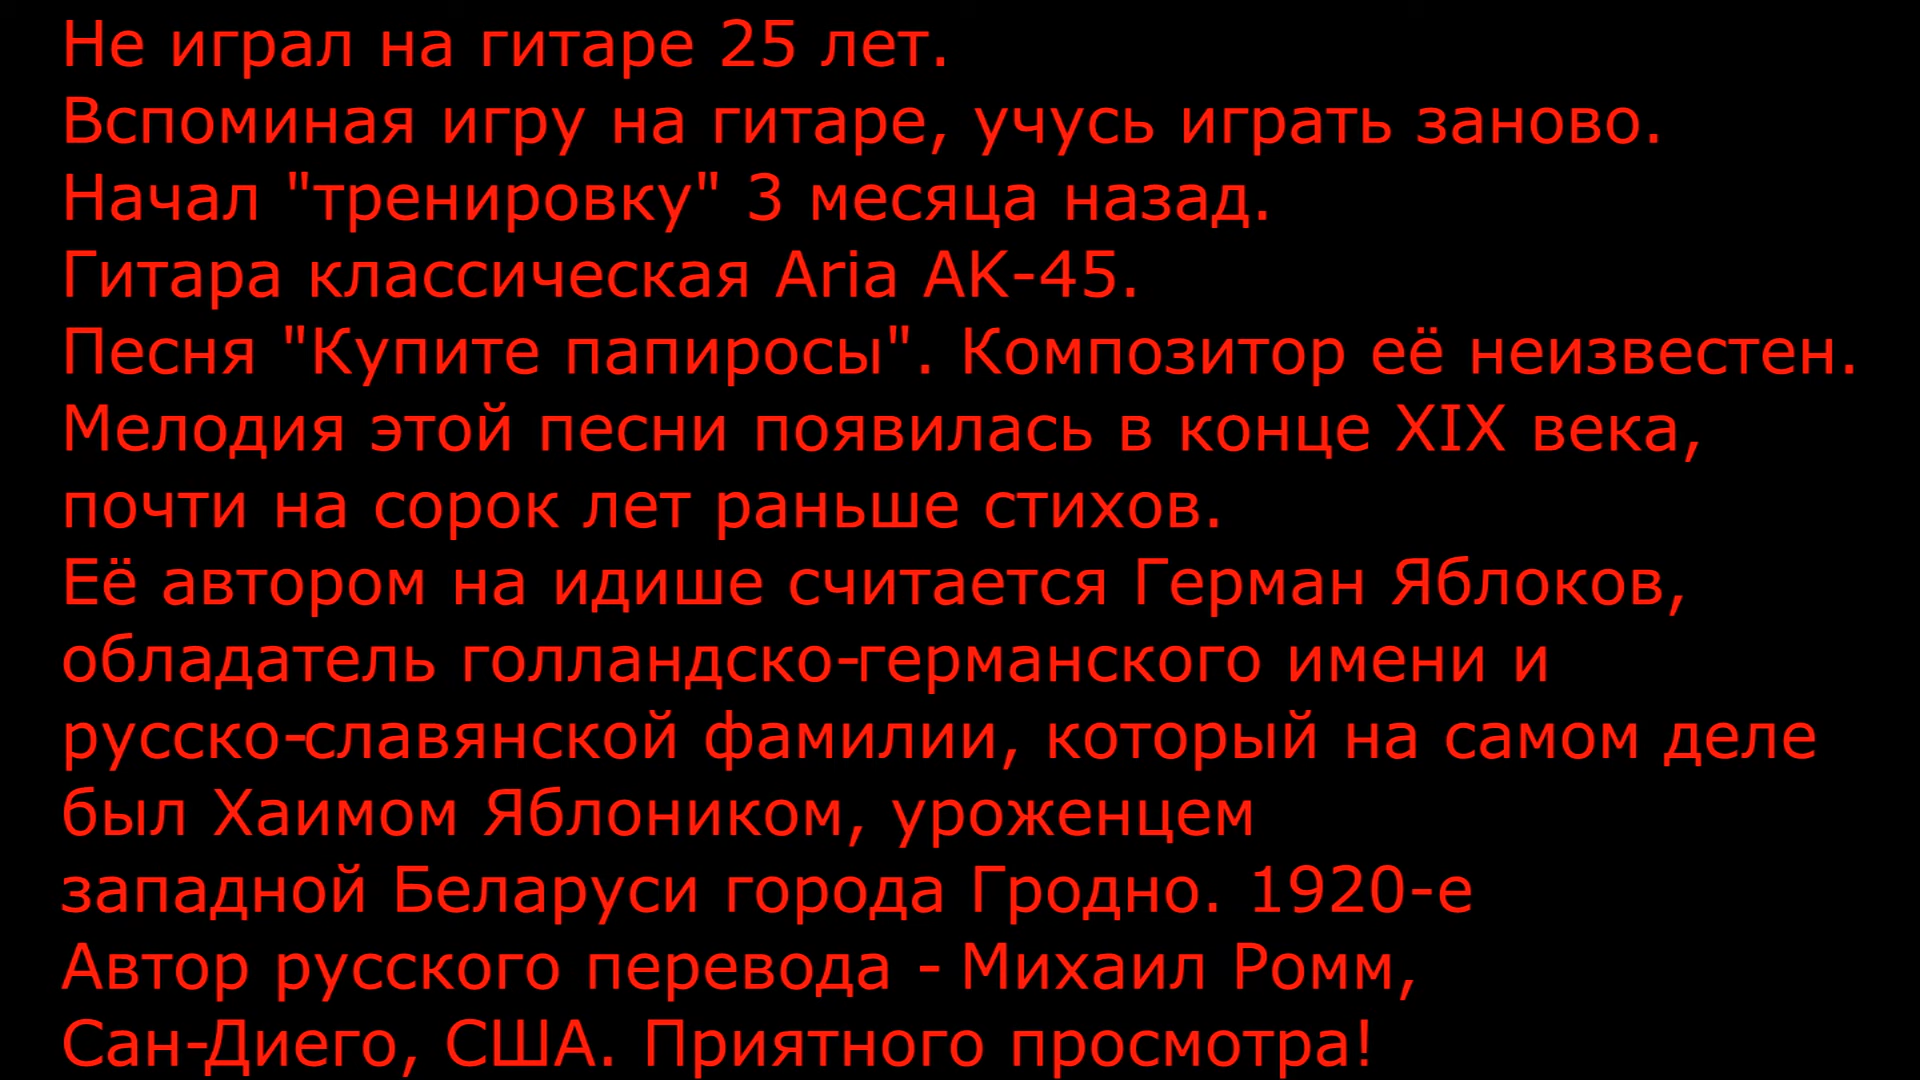 Не играл на гитаре 25 лет.
Вспоминая игру на гитаре, учусь играть заново.
Начал "тренировку" 3 месяца назад.
Гитара классическая Aria AK-45.
Песня "Купите папиросы". Композитор её неизвестен.
Мелодия этой песни появилась в конце XIX века,
почти на сорок лет раньше стихов.
Её автором на идише считается Герман Яблоков,
обладатель голландско-германского имени и
русско-славянской фамилии, который на самом деле
был Хаимом Яблоником, уроженцем
западной Беларуси города Гродно. 1920-е
Автор русского перевода - Михаил Ромм,
Сан-Диего, США. Приятного просмотра!